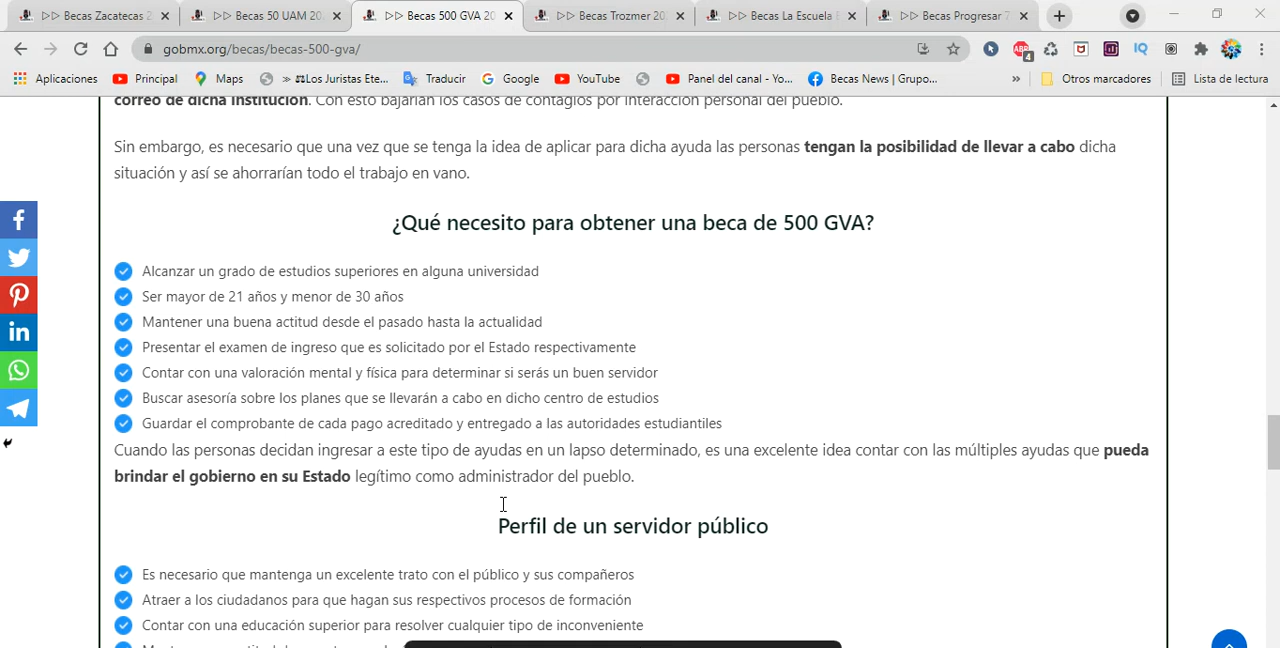 ▷▷ Becas Zacatecas 2
▷▷ Becas 50 UAM 20
▷▷ Becas 500 GVA 20
▷▷ Becas Trozmer 20
▷▷ Becas La Escuela
▷▷ Becas Progresar 7
gobmx.org/becas/becas-500-gva/
ABP 4
IQ
Aplicaciones
Principal
Maps
» ⚖Los Juristas Ete...
Traducir
Google
YouTube
Panel del canal - Yo...
Becas News | Grupo...
»
Otros marcadores
Lista de lectura
correo de dicha institución. Con esto bajarían los casos de contagios por interacción personal del pueblo.
Sin embargo, es necesario que una vez que se tenga la idea de aplicar para dicha ayuda las personas tengan la posibilidad de llevar a cabo dicha
situación y así se ahorrarían todo el trabajo en vano.
¿Qué necesito para obtener una beca de 500 GVA?
Alcanzar un grado de estudios superiores en alguna universidad
Ser mayor de 21 años y menor de 30 años
Mantener una buena actitud desde el pasado hasta la actualidad
Presentar el examen de ingreso que es solicitado por el Estado respectivamente
Contar con una valoración mental y física para determinar si serás un buen servidor
Buscar asesoría sobre los planes que se llevarán a cabo en dicho centro de estudios
Guardar el comprobante de cada pago acreditado y entregado a las autoridades estudiantiles
Cuando las personas decidan ingresar a este tipo de ayudas en un lapso determinado, es una excelente idea contar con las múltiples ayudas que pueda
brindar el gobierno en su Estado legítimo como administrador del pueblo.
Perfil de un servidor público
Es necesario que mantenga un excelente trato con el público y sus compañeros
Atraer a los ciudadanos para que hagan sus respectivos procesos de formación
Contar con una educación superior para resolver cualquier tipo de inconveniente